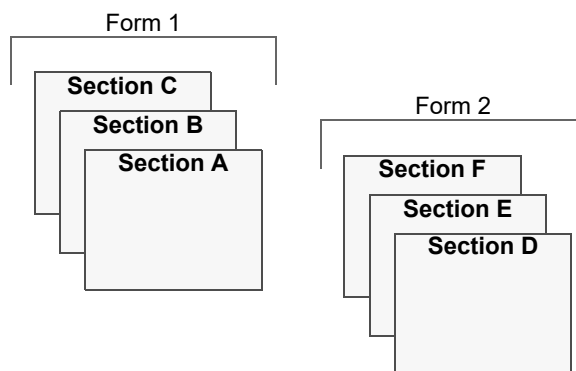 Form 1
Section C
Section B
Section A
Form 2
Section F
Section E
Section D